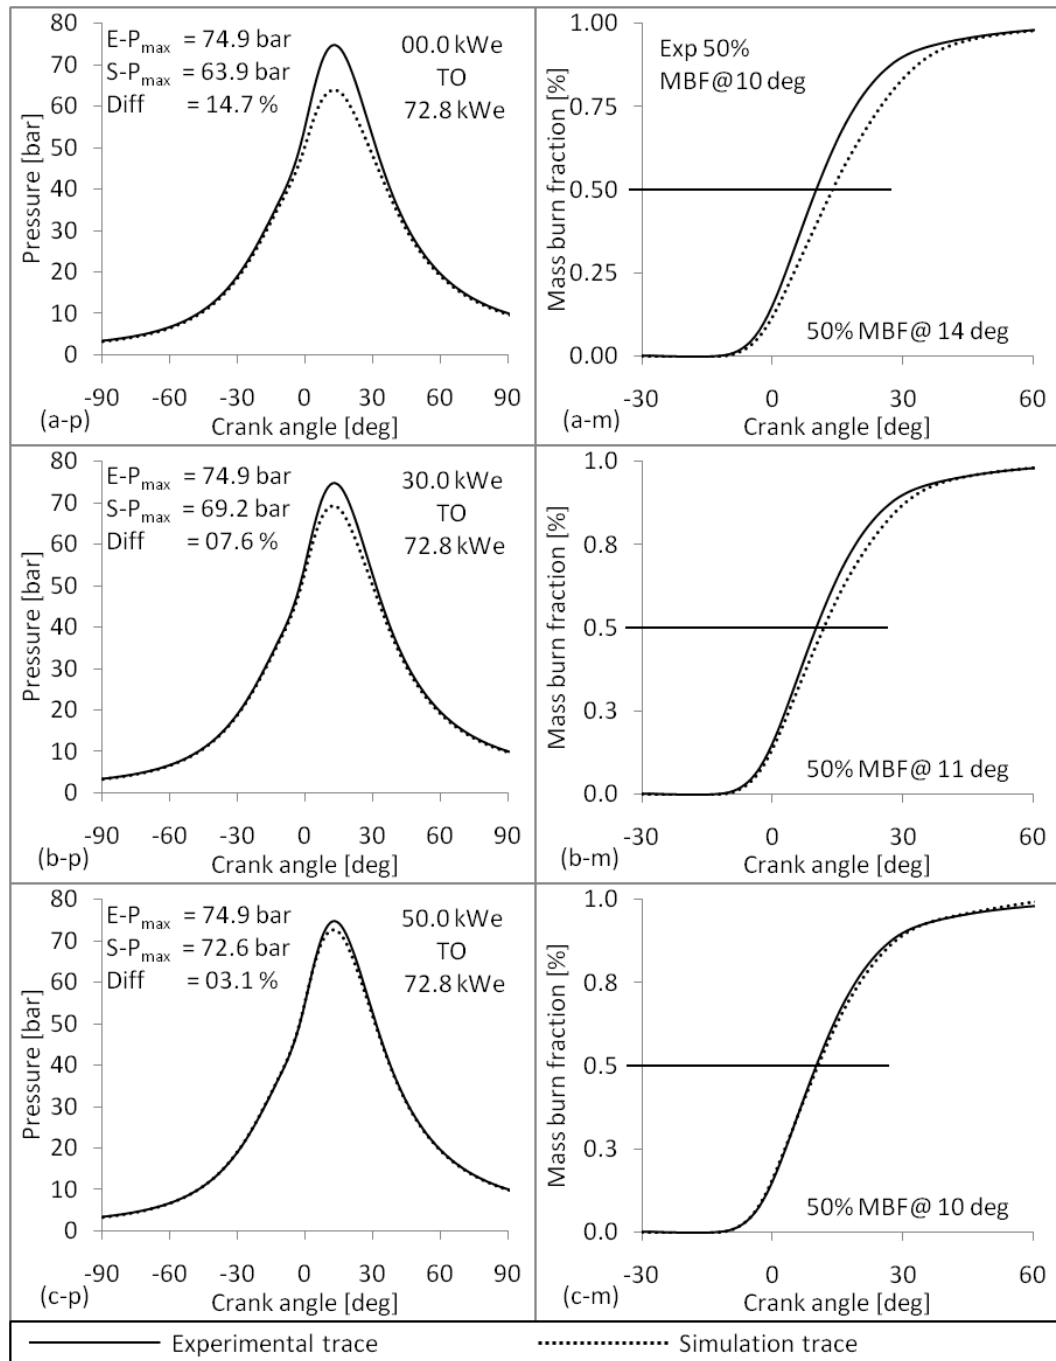 E-Pmax = 74.9 bar
S-Pmax = 63.9 bar
Diff = 14.7 %
00.0 kWe
TO
72.8 kWe
Pressure [bar]
80
70
60
50
40
30
20
10
0
-90 -60 -30 0 30 60 90
(a-p)
Crank angle [deg]
Exp 50%
MBF@10 deg
Mass burn fraction [%]
1.00
0.75
0.50
0.25
0.00
50% MBF@ 14 deg
-30 0 30 60
(a-m)
Crank angle [deg]
E-Pmax = 74.9 bar
S-Pmax = 69.2 bar
Diff = 07.6 %
30.0 kWe
TO
72.8 kWe
Pressure [bar]
80
70
60
50
40
30
20
10
0
-90 -60 -30 0 30 60 90
(b-p)
Crank angle [deg]
Mass burn fraction [%]
1.0
0.8
0.5
0.3
0.0
50% MBF@ 11 deg
-30 0 30 60
(b-m)
Crank angle [deg]
E-Pmax = 74.9 bar
S-Pmax = 72.6 bar
Diff = 03.1 %
50.0 kWe
TO
72.8 kWe
Pressure [bar]
80
70
60
50
40
30
20
10
0
-90 -60 -30 0 30 60 90
(c-p)
Crank angle [deg]
Mass burn fraction [%]
1.0
0.8
0.5
0.3
0.0
50% MBF@ 10 deg
-30 0 30 60
(c-m)
Crank angle [deg]
Experimental trace
Simulation trace